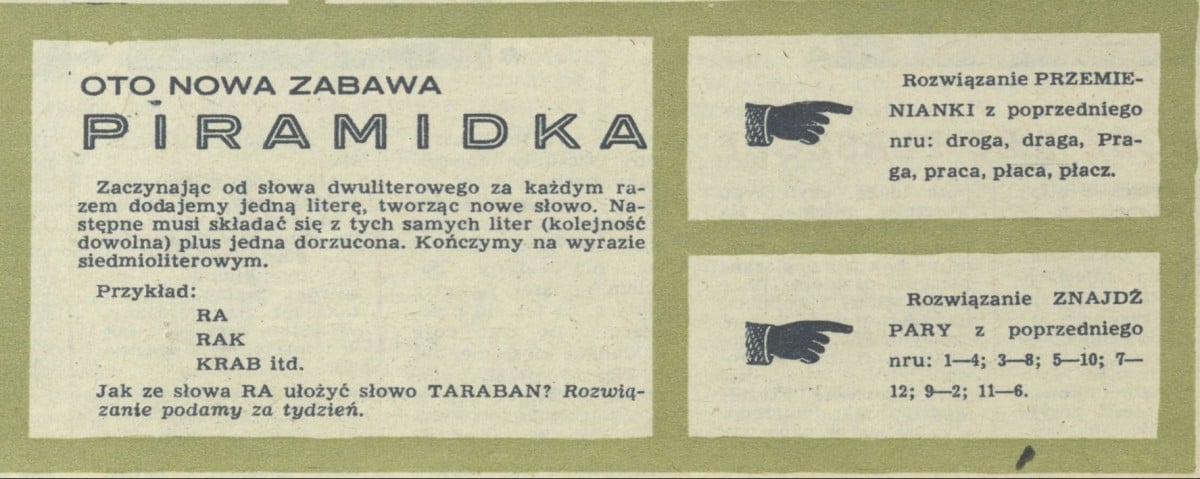 OTO NOWA ZABAWA
PIRAMIDKA
Zaczynając od słowa dwuliterowego za każdym ra-
zem dodajemy jedną literę, tworząc nowe słowo. Na-
stępne musi składać się z tych samych liter (kolejność
dowolna) plus jedna dorzucona. Kończymy na wyrazie
siedmioliterowym.
Przykład:
RA
RAK
KRAB itd.
Jak ze słowa RA ułożyć słowo TARABAN? Rozwią-
zanie podamy za tydzień.
Rozwiązanie PRZEMIE-
NIANKI z poprzedniego
nru: droga, draga, Pra-
ga, praca, płaca, płacz.
Rozwiązanie ZNAJDŹ
PARY z poprzedniego
nru: 1—4; 3—8; 5—10; 7—
12; 9—2; 11—6.